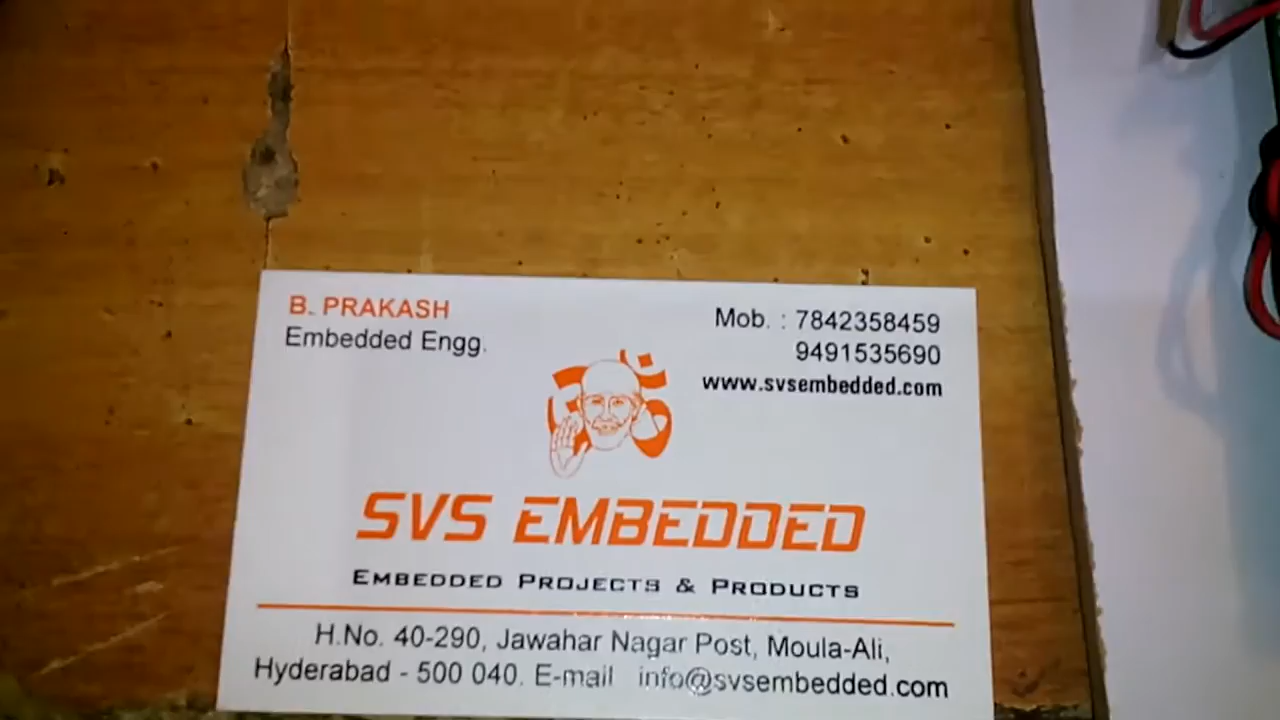 B. PRAKASH
Embedded Engg.
Mob. : 7842358459
9491535690
www.svsembedded.com
SVS EMBEDDED
EMBEDDED PROJECTS & PRODUCTS
H.No. 40-290, Jawahar Nagar Post, Moula-Ali,
Hyderabad - 500 040. E-mail info@svsembedded.com